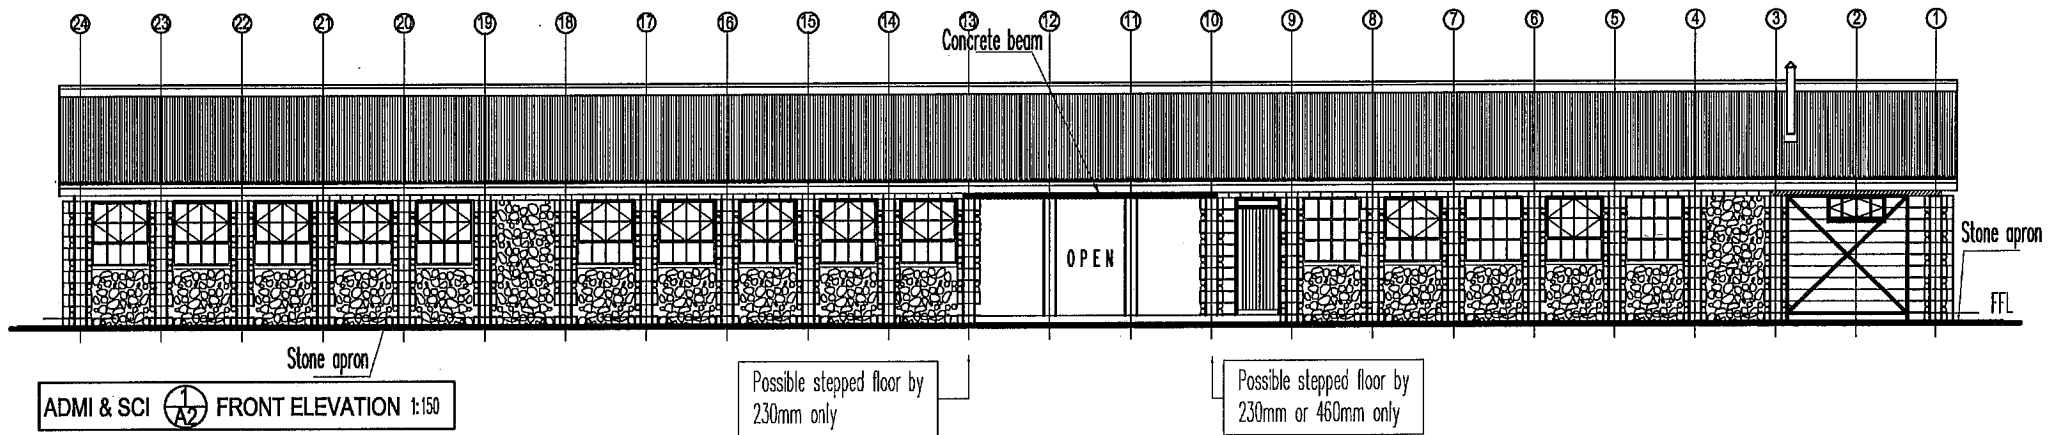 24 23 22 21 20 19 18 17 16 15 14 13 12 11 10 9 8 7 6 5 4 3 2 1
Concrete beam
OPEN
Stone apron
FFL
Stone apron
Possible stepped floor by
230mm only
Possible stepped floor by
230mm or 460mm only
ADMI & SCI 1 A2 FRONT ELEVATION 1:150